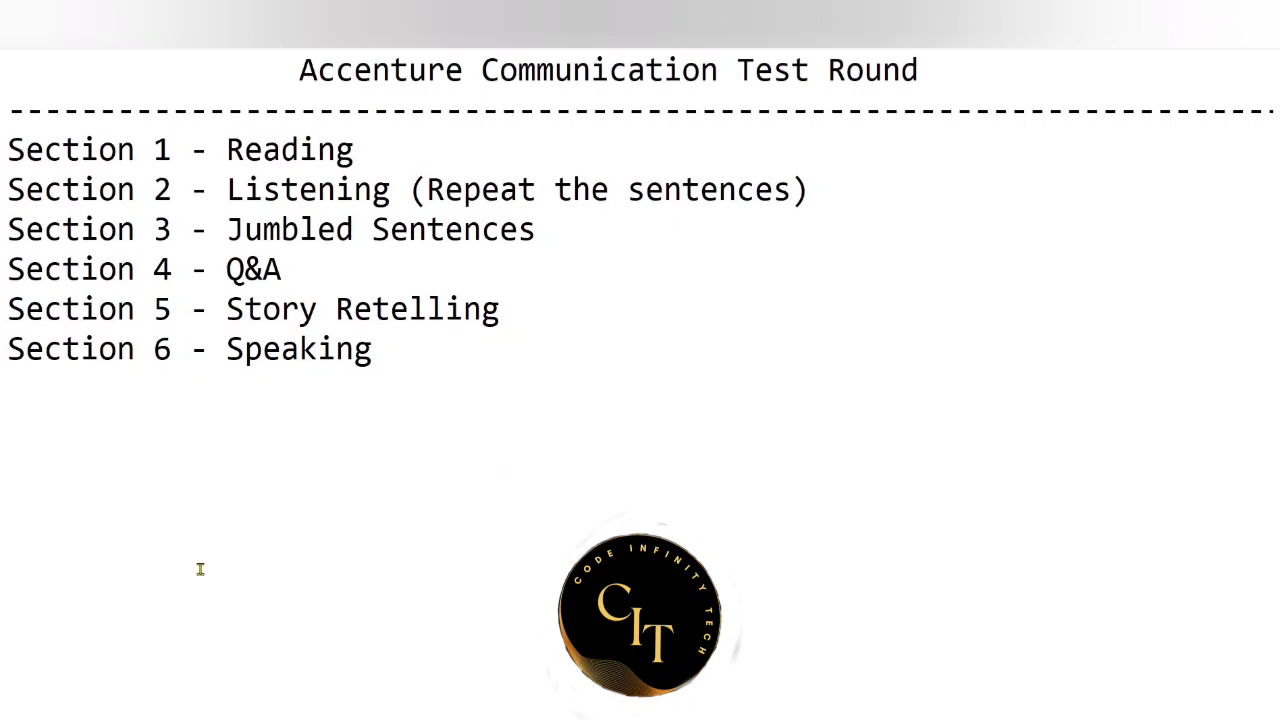 Accenture Communication Test Round
--------------------------------------------------------------------
Section 1 - Reading
Section 2 - Listening (Repeat the sentences)
Section 3 - Jumbled Sentences
Section 4 - Q&A
Section 5 - Story Retelling
Section 6 - Speaking
CODE INFINITY TECH
CIT